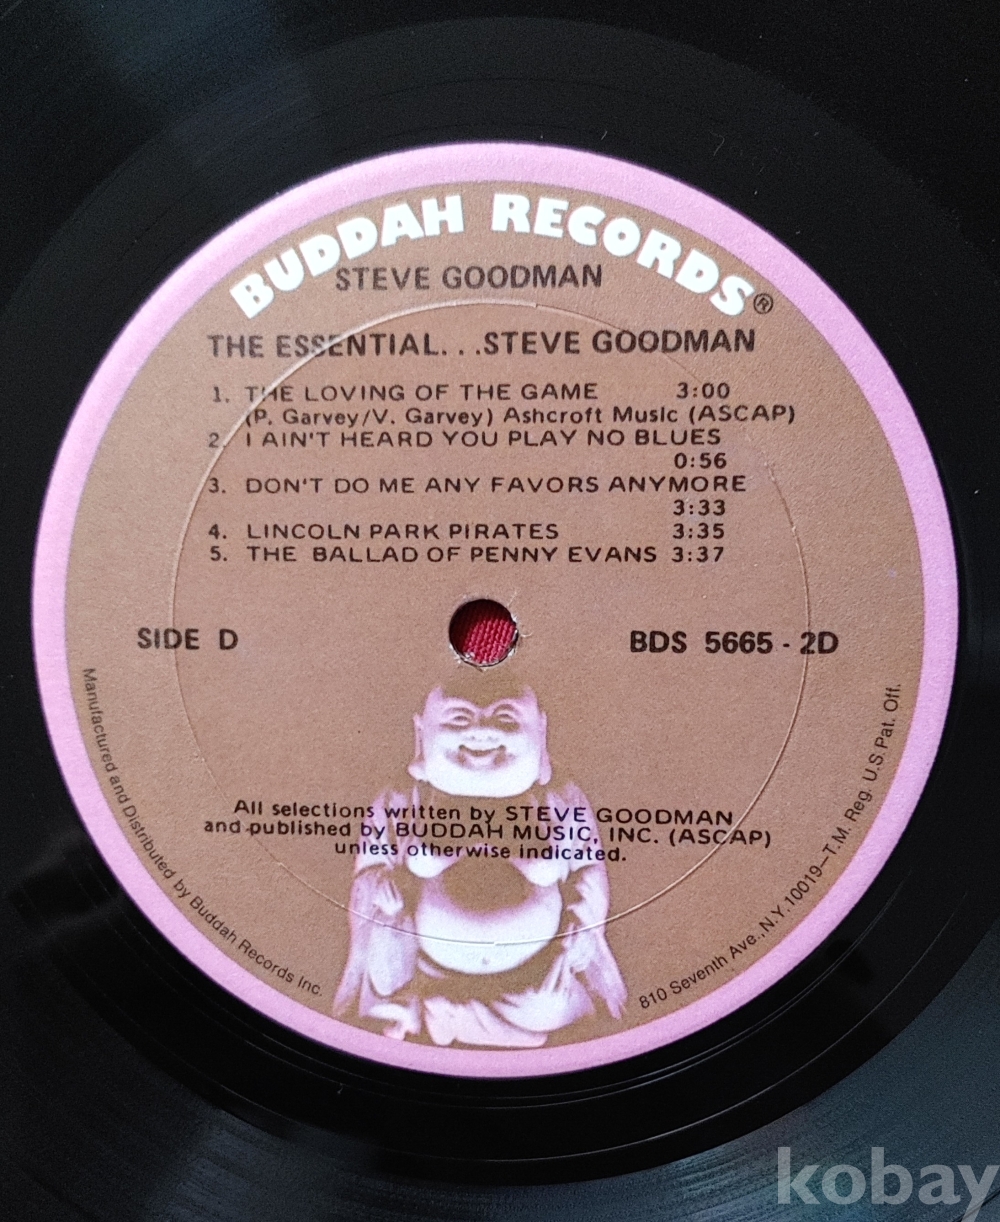 BUDDAH RECORDS®
STEVE GOODMAN
THE ESSENTIAL. . .STEVE GOODMAN
1. THE LOVING OF THE GAME 3:00
(P. Garvey/V. Garvey) Ashcroft Music (ASCAP)
2. I AIN'T HEARD YOU PLAY NO BLUES
0:56
3. DON'T DO ME ANY FAVORS ANYMORE
3:33
4. LINCOLN PARK PIRATES 3:35
5. THE BALLAD OF PENNY EVANS 3:37
SIDE D
BDS 5665 - 2D
All selections written by STEVE GOODMAN
and published by BUDDAH MUSIC, INC. (ASCAP)
unless otherwise indicated.
Manufactured and Distributed by Buddah Records Inc.
810 Seventh Ave., N.Y. 10019—T.M. Reg. U.S. Pat. Off.
kobay